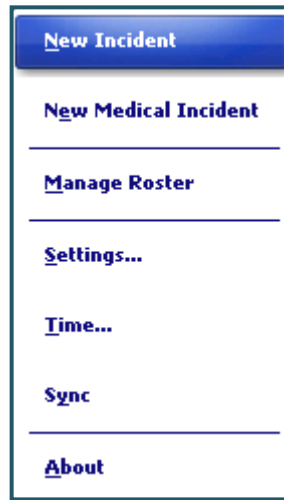 New Incident
New Medical Incident
Manage Roster
Settings...
Time...
Sync
About